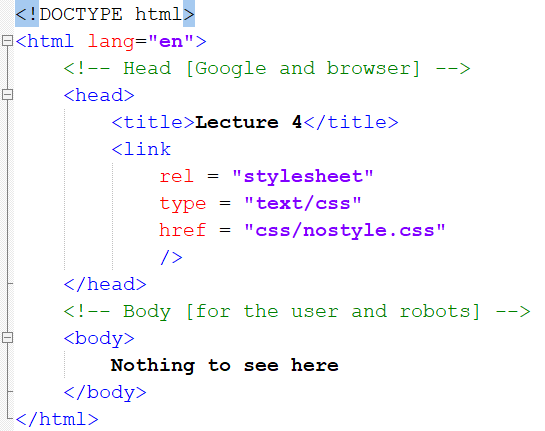 <!DOCTYPE html>
<html lang="en">
<!-- Head [Google and browser] -->
<head>
<title>Lecture 4</title>
<link
rel = "stylesheet"
type = "text/css"
href = "css/nostyle.css"
/>
</head>
<!-- Body [for the user and robots] -->
<body>
Nothing to see here
</body>
</html>